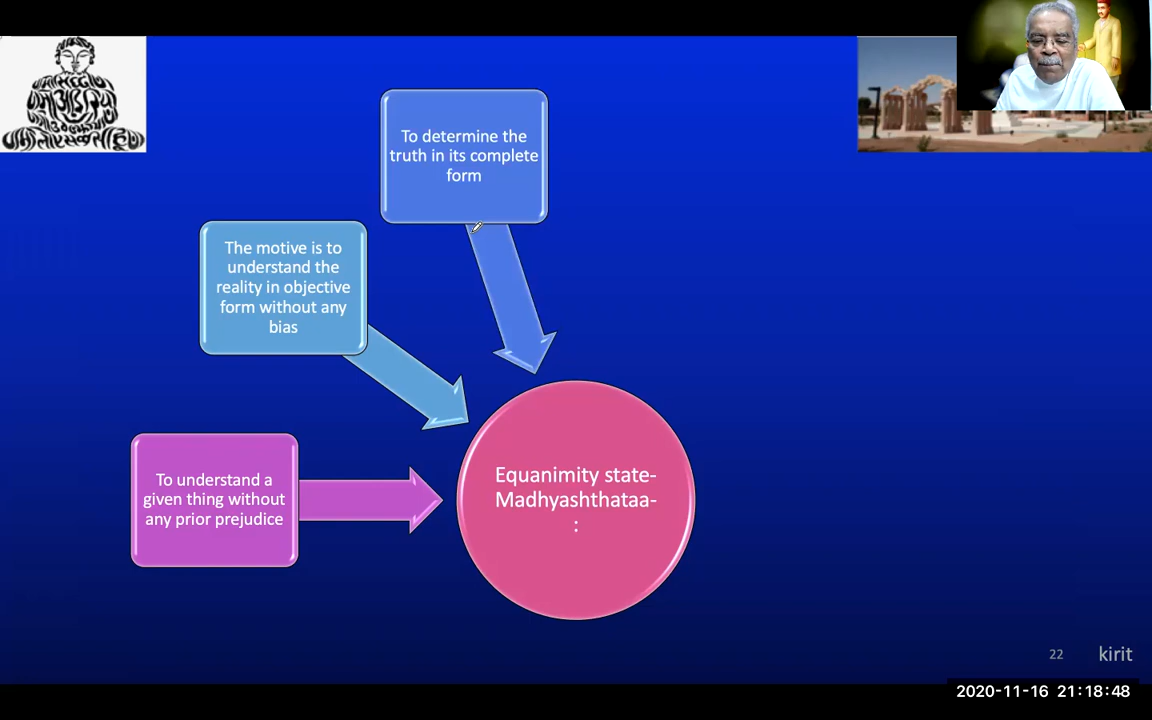 To determine the
truth in its complete
form
The motive is to
understand the
reality in objective
form without any
bias
To understand a
given thing without
any prior prejudice
Equanimity state-
Madhyashthataa-
:
22
kirit
2020-11-16 21:18:48